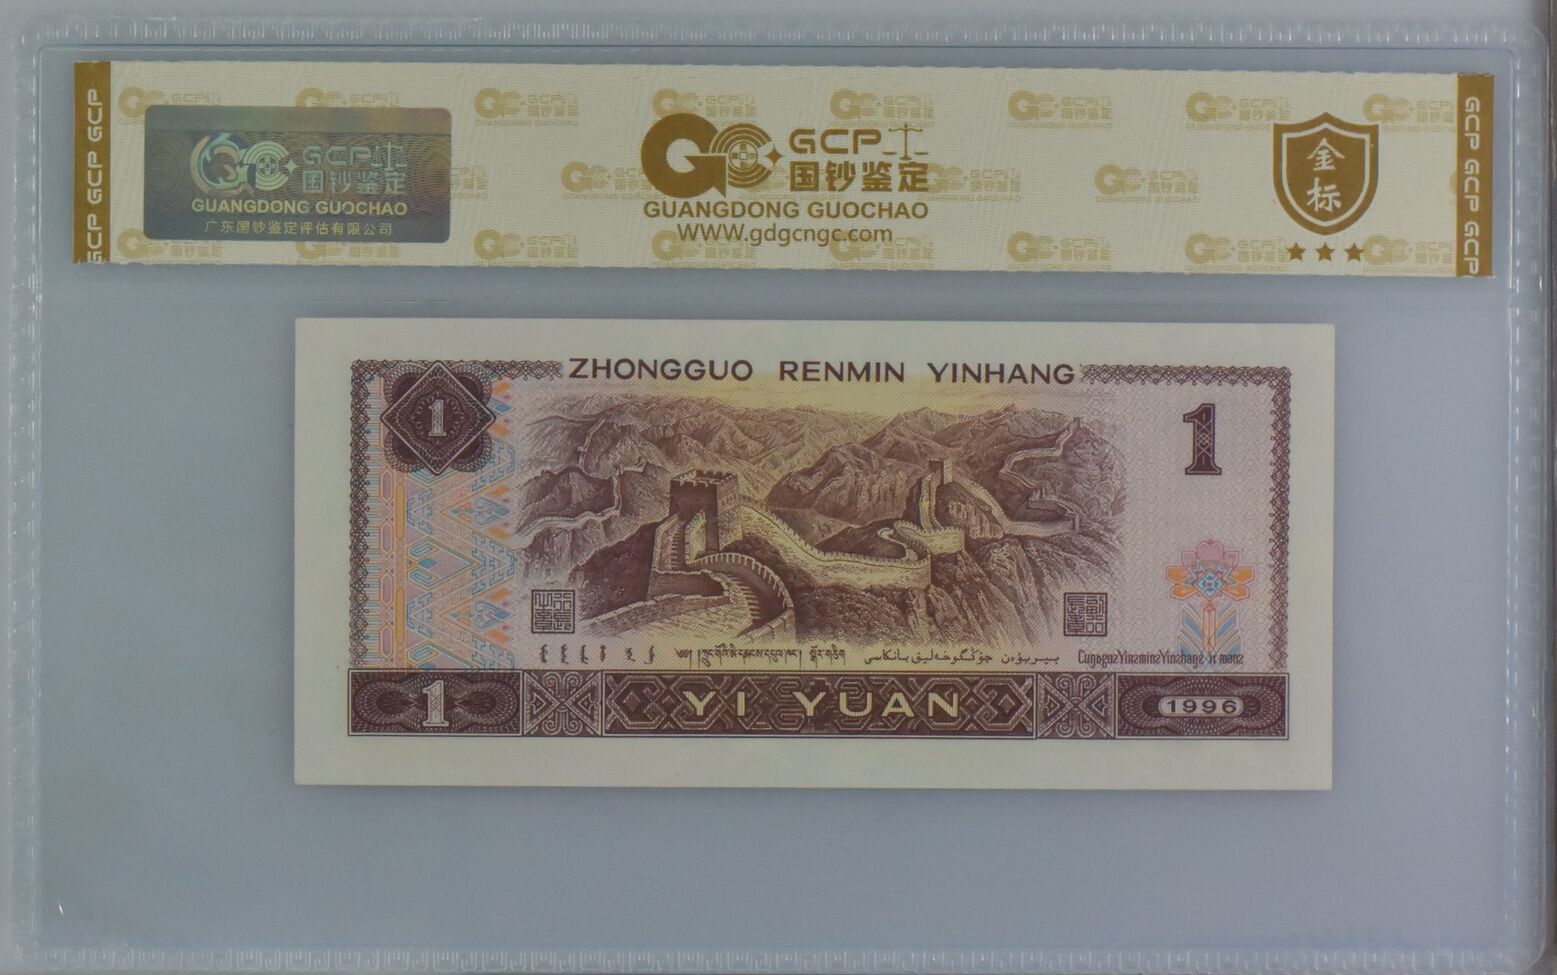 GCP GCP GCP
GCP
国钞鉴定
GUANGDONG GUOCHAO
广东国钞鉴定评估有限公司
GCP
国钞鉴定
GUANGDONG GUOCHAO
WWW.gdgcngc.com
金标
GCP GCP GCP
ZHONGGUO RENMIN YINHANG
1
1
1
YI YUAN
1996